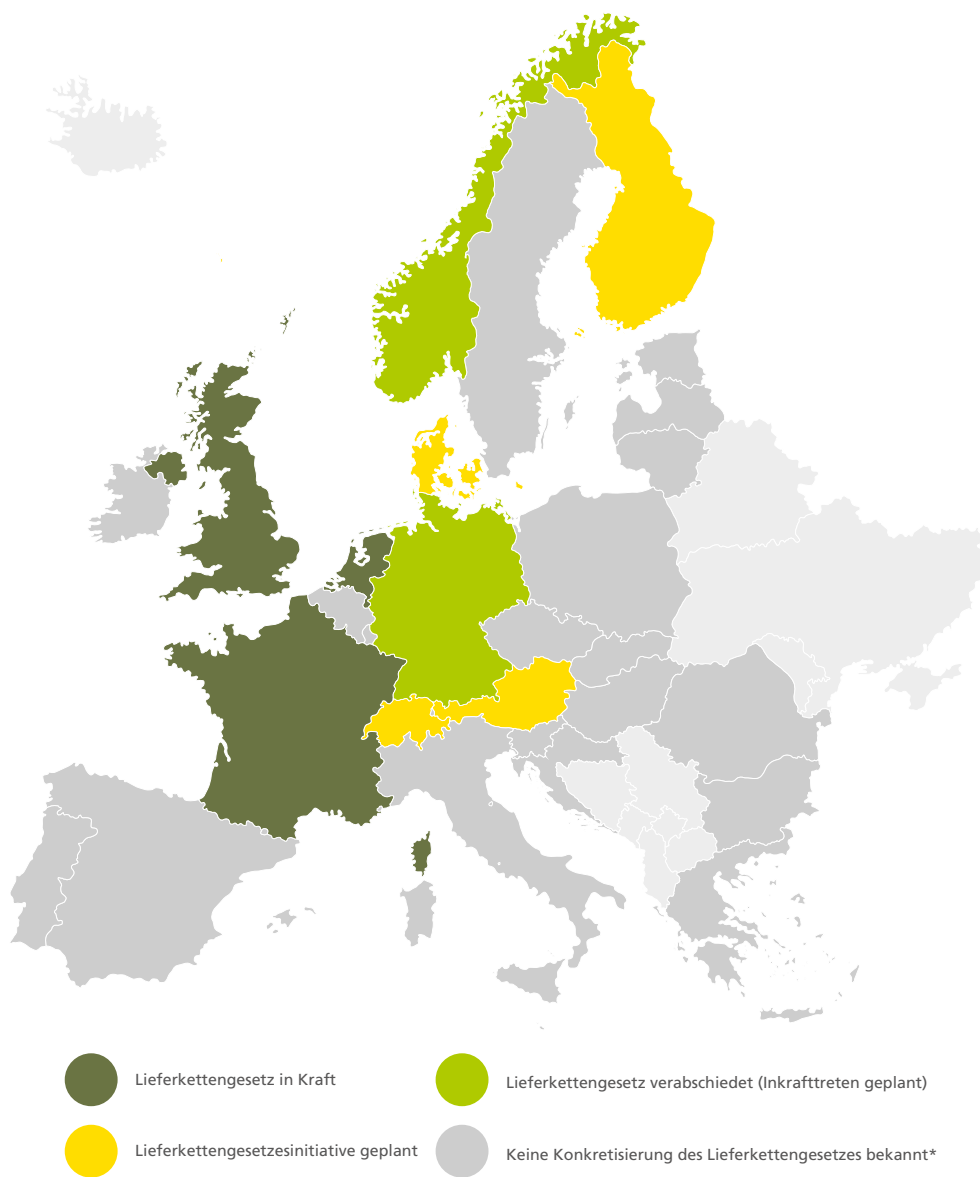 Lieferkettengesetz in Kraft
Lieferkettengesetz verabschiedet (Inkrafttreten geplant)
Lieferkettengesetzesinitiative geplant
Keine Konkretisierung des Lieferkettengesetzes bekannt*